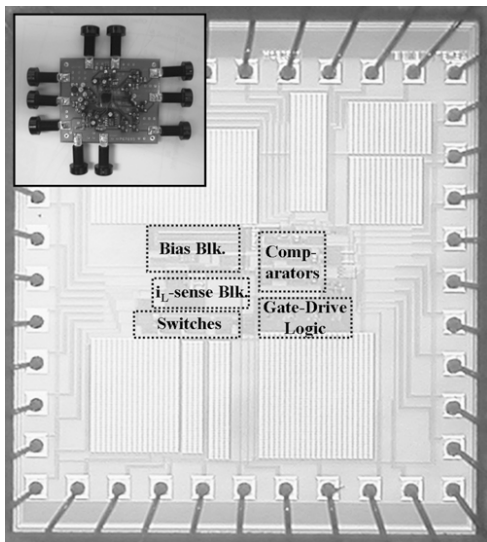 Bias Blk.
Comp-
arators
iL-sense Blk.
Gate-Drive
Logic
Switches